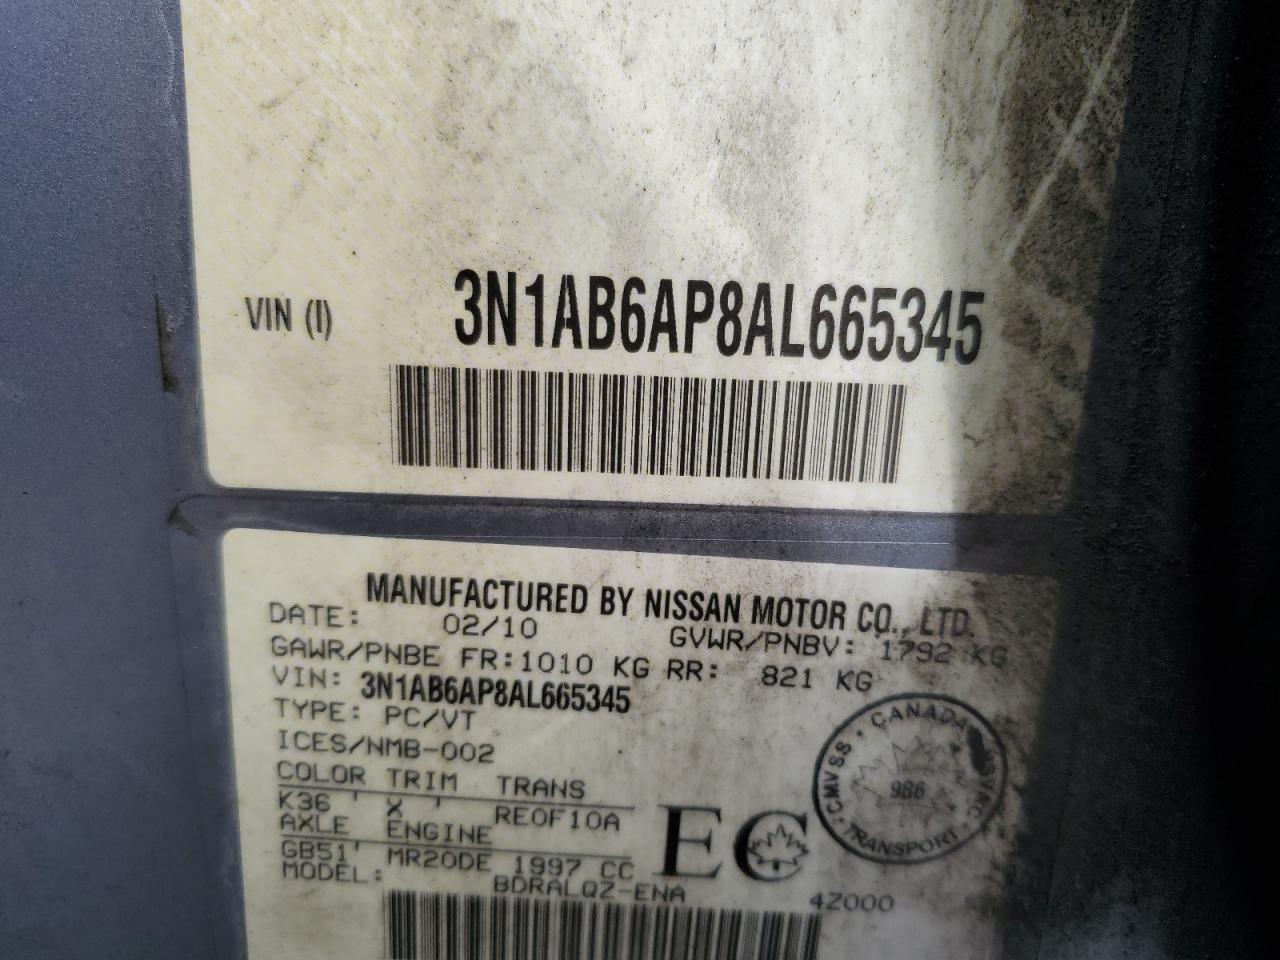 VIN (I) 3N1AB6AP8AL665345
MANUFACTURED BY NISSAN MOTOR CO., LTD.
DATE: 02/10 GVWR/PNBV: 1792 KG
GAWR/PNBE FR:1010 KG RR: 821 KG
VIN: 3N1AB6AP8AL665345
TYPE: PC/VT
ICES/NMB-002
COLOR TRIM TRANS
K36 ' X ' RE0F10A
AXLE ENGINE
GB51' MR20DE 1997 CC
MODEL: BDRALQZ-ENA
EC
4Z000
CANADA
CMVSS
986
NSVAC
TRANSPORT